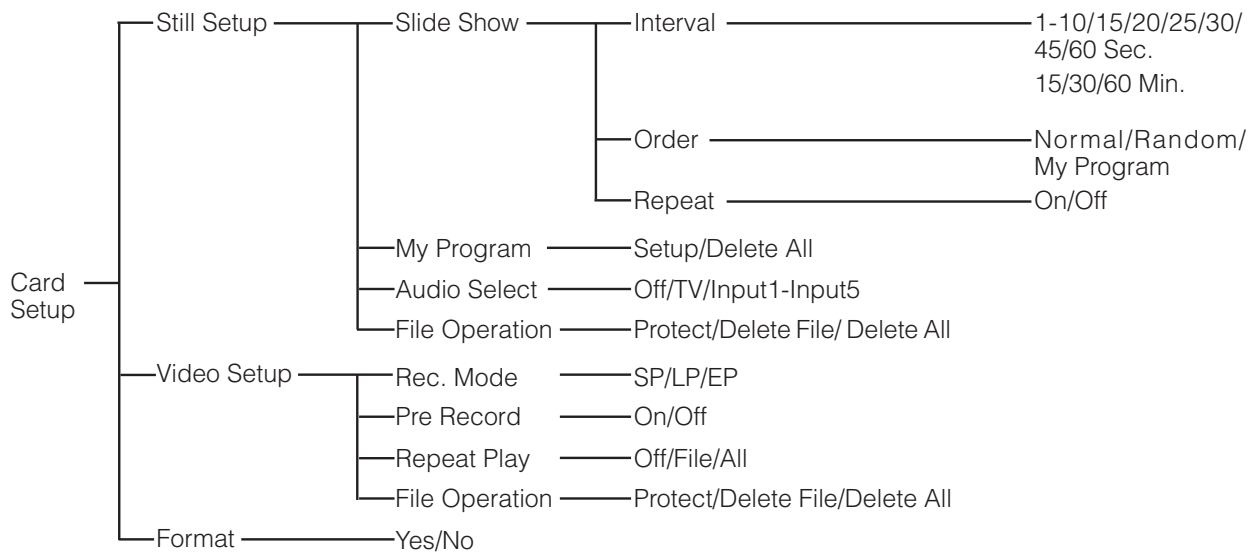 Still Setup Slide Show Interval 1-10/15/20/25/30/
45/60 Sec.
15/30/60 Min.
Order Normal/Random/
My Program
Repeat On/Off
My Program Setup/Delete All
Card
Setup
Audio Select Off/TV/Input1-Input5
File Operation Protect/Delete File/ Delete All
Video Setup Rec. Mode SP/LP/EP
Pre Record On/Off
Repeat Play Off/File/All
File Operation Protect/Delete File/Delete All
Format Yes/No